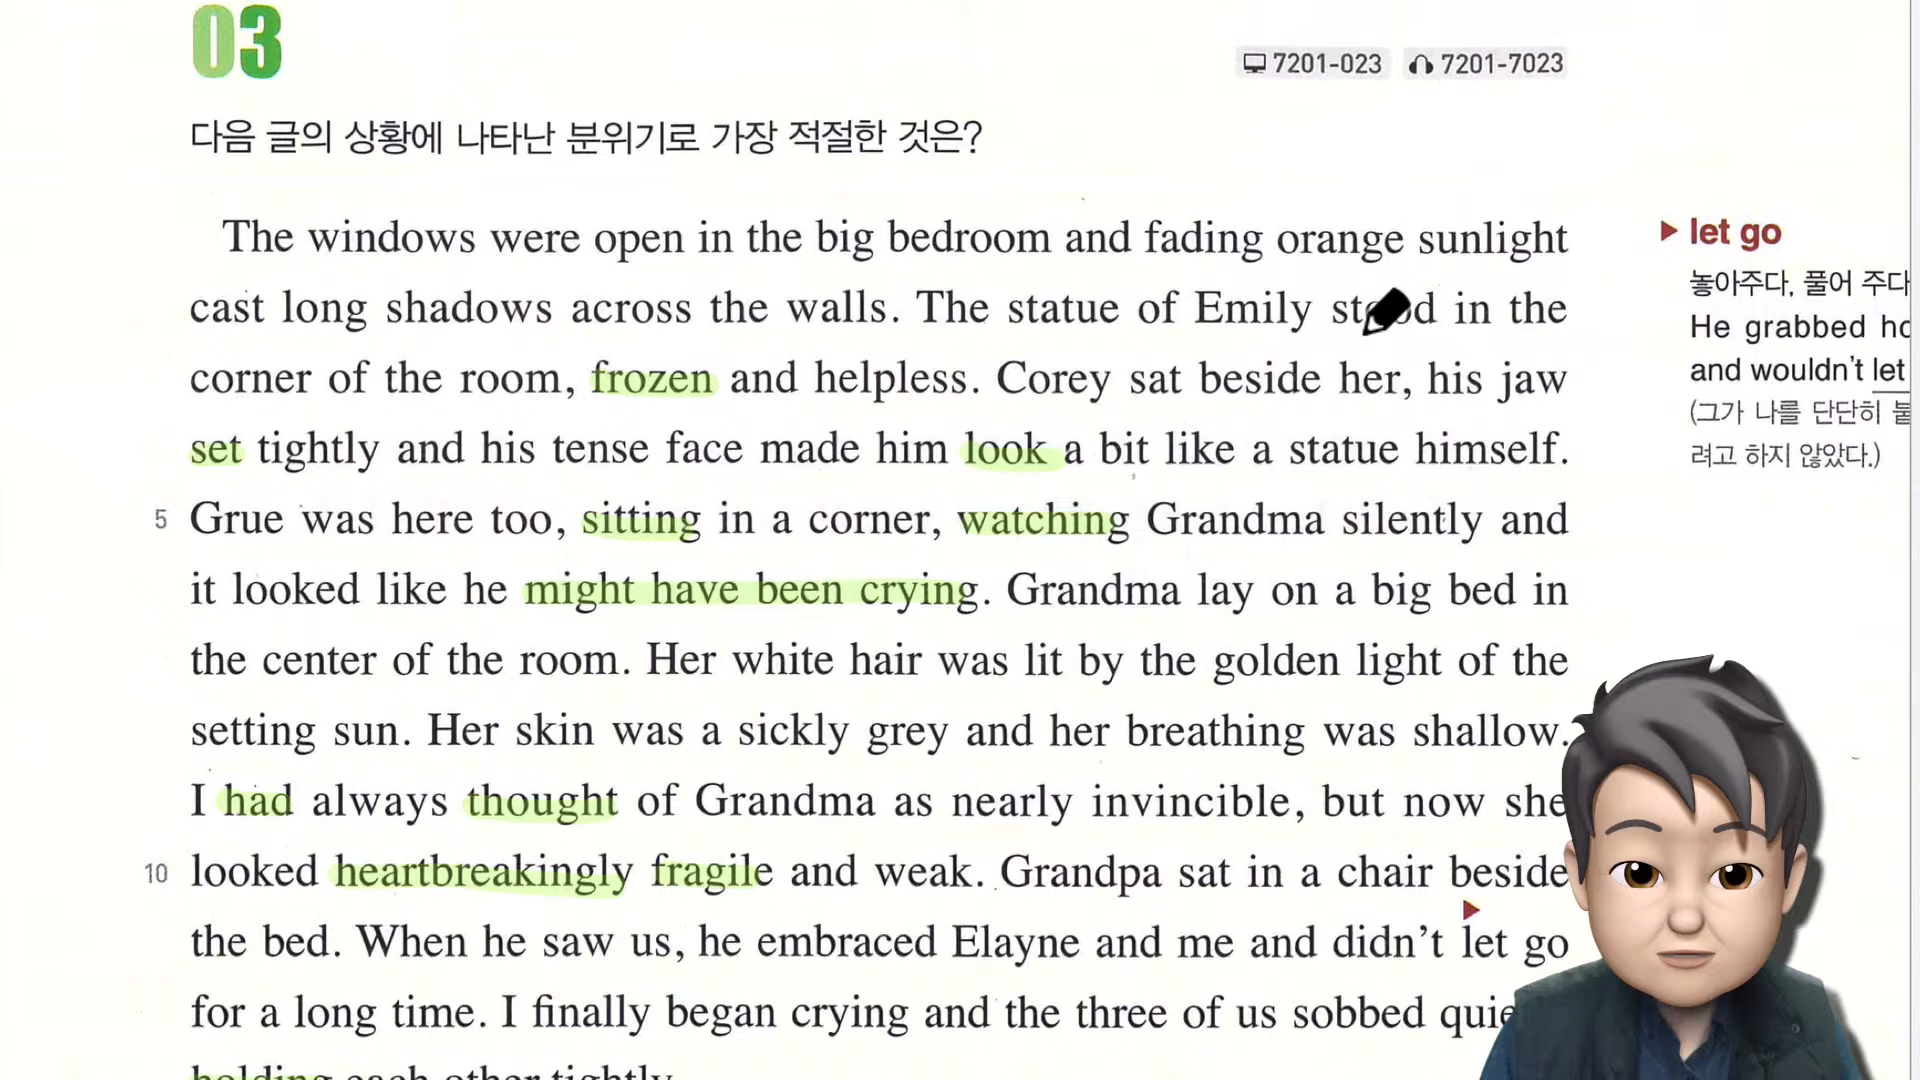 03
7201-023 7201-7023
다음 글의 상황에 나타난 분위기로 가장 적절한 것은?
The windows were open in the big bedroom and fading orange sunlight
cast long shadows across the walls. The statue of Emily stood in the
corner of the room, frozen and helpless. Corey sat beside her, his jaw
set tightly and his tense face made him look a bit like a statue himself.
5 Grue was here too, sitting in a corner, watching Grandma silently and
it looked like he might have been crying. Grandma lay on a big bed in
the center of the room. Her white hair was lit by the golden light of the
setting sun. Her skin was a sickly grey and her breathing was shallow.
I had always thought of Grandma as nearly invincible, but now she
10 looked heartbreakingly fragile and weak. Grandpa sat in a chair beside
the bed. When he saw us, he embraced Elayne and me and didn't let go
for a long time. I finally began crying and the three of us sobbed
holding each other tightly.
let go
놓아주다, 풀어 주다
He grabbed
and wouldn't let
(그가 나를 단단히
려고 하지 않았다.)